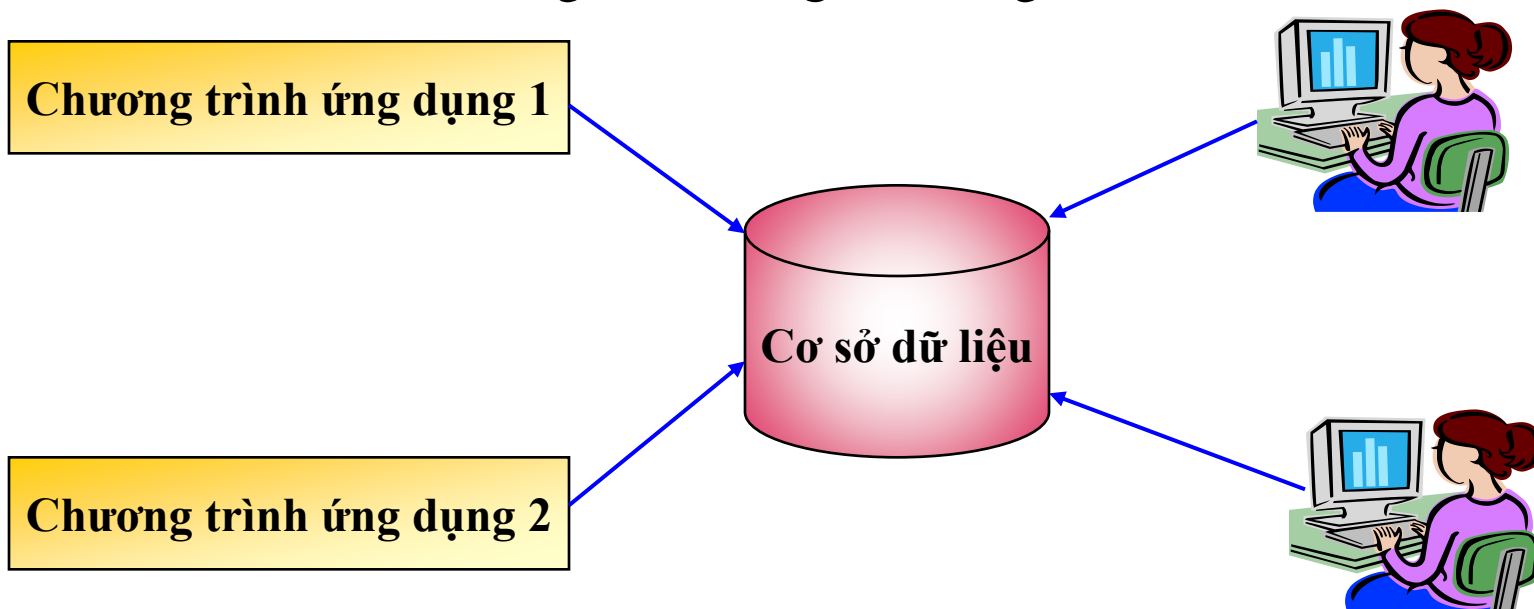 Chương trình ứng dụng 1
Cơ sở dữ liệu
Chương trình ứng dụng 2